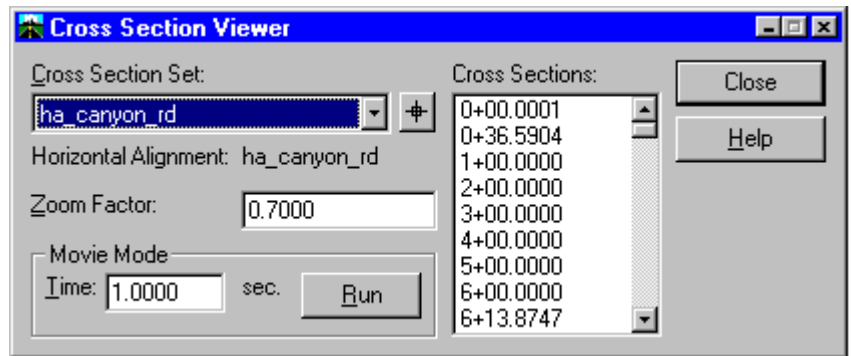 Cross Section Viewer
Cross Section Set:
ha_canyon_rd
Horizontal Alignment: ha_canyon_rd
Zoom Factor: 0.7000
Movie Mode
Time: 1.0000 sec. Run
Cross Sections:
0+00.0001
0+36.5904
1+00.0000
2+00.0000
3+00.0000
4+00.0000
5+00.0000
6+00.0000
6+13.8747
Close
Help